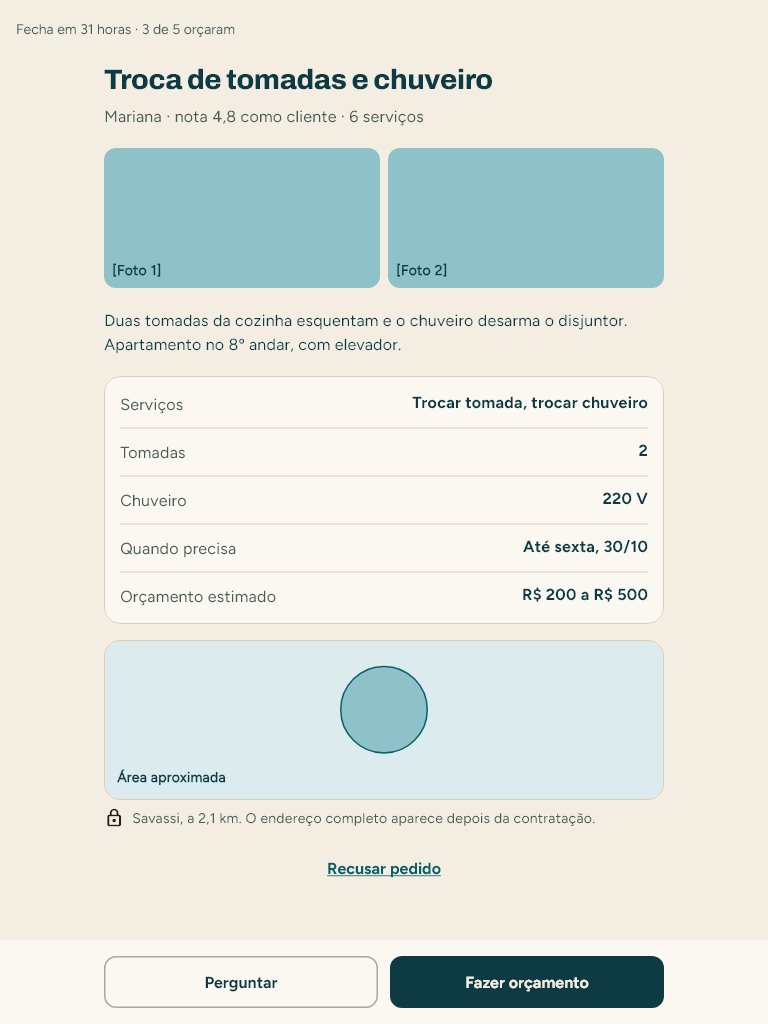 Fecha em 31 horas · 3 de 5 orçaram
Troca de tomadas e chuveiro
Mariana · nota 4,8 como cliente · 6 serviços
[Foto 1]
[Foto 2]
Duas tomadas da cozinha esquentam e o chuveiro desarma o disjuntor.
Apartamento no 8º andar, com elevador.
Serviços
Trocar tomada, trocar chuveiro
Tomadas
2
Chuveiro
220 V
Quando precisa
Até sexta, 30/10
Orçamento estimado
R$ 200 a R$ 500
Área aproximada
Savassi, a 2,1 km. O endereço completo aparece depois da contratação.
Recusar pedido
Perguntar
Fazer orçamento